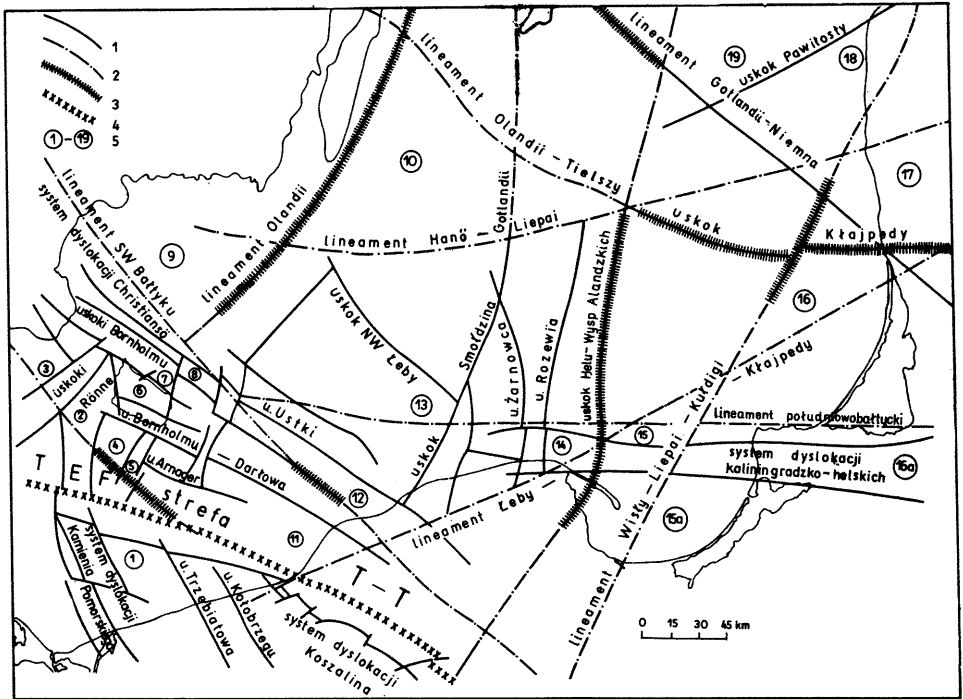 1
2
3
4
①–⑲ 5
lineament SW Bałtyku
system dyslokacji Christiansö
lineament Olandii
lineament Olandii – Tielszy
lineament Hanö – Liepai
Gotlandii
lineament Gotlandii-Niemna
uskok Pawiłosty
uskok
Kłajpedy
⑲
⑱
⑰
⑩
⑨
⑯
uskoki Bornholmu
uskoki Rönne
③
②
⑥
⑦
⑧
④
⑤
u. Bornholmu – Dartowa
u. Amager
u. Ustki
uskok NW Łeby
⑬
uskok Smołdzina
u. Żarnowca
u. Rozewia
uskok Helu-Wysp Alandzkich
lineament Wisły – Liepai – Kurdigi
lineament Łeby – Kłajpedy
lineament południowobałtycki
system dyslokacji
kaliningradzko-helskich
⑭
⑮
⑮a
⑯a
⑫
⑪
T E F
strefa
T-T
①
system dyslokacji
Kamienia Pomorskiego
u. Trzebiatowa
u. Kołobrzegu
system dyslokacji
Koszalina
0 15 30 45 km